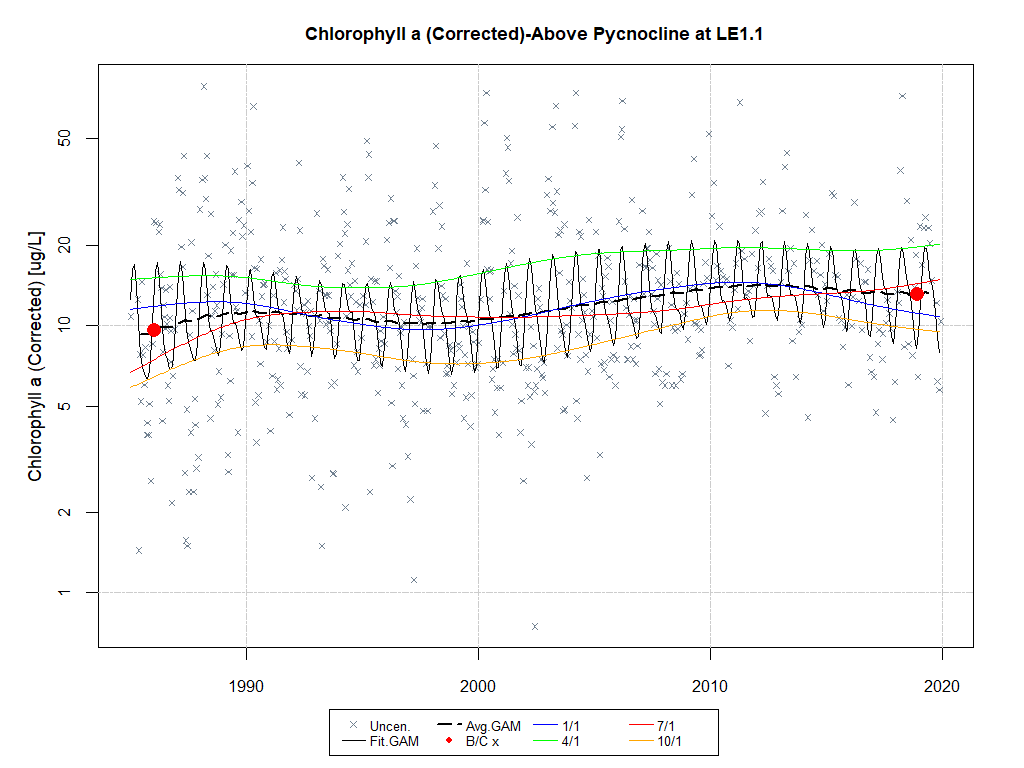 Chlorophyll a (Corrected)-Above Pycnocline at LE1.1
Chlorophyll a (Corrected) [ug/L]
50
20
10
5
2
1
1990 2000 2010 2020
Uncen. Avg.GAM 1/1 7/1
Fit.GAM B/C x 4/1 10/1